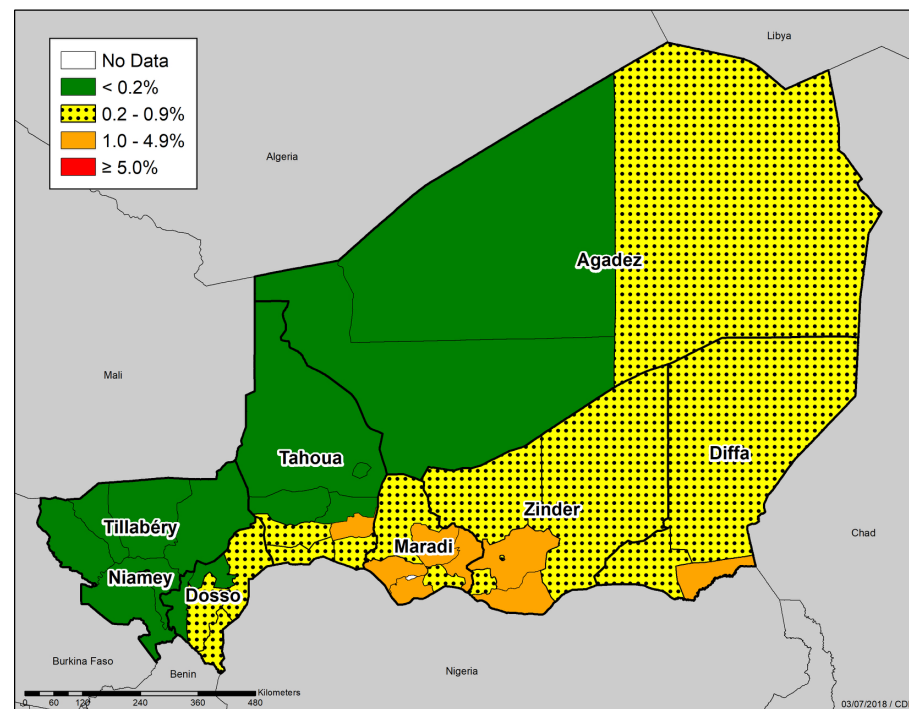 No Data
< 0.2%
0.2 - 0.9%
1.0 - 4.9%
≥ 5.0%
Libya
Algeria
Agadez
Mali
Tahoua
Diffa
Zinder
Tillabéry
Maradi
Chad
Niamey
Dosso
Burkina Faso
Benin
Nigeria
Kilometers
0 60 120 240 360 480
03/07/2018 / CD